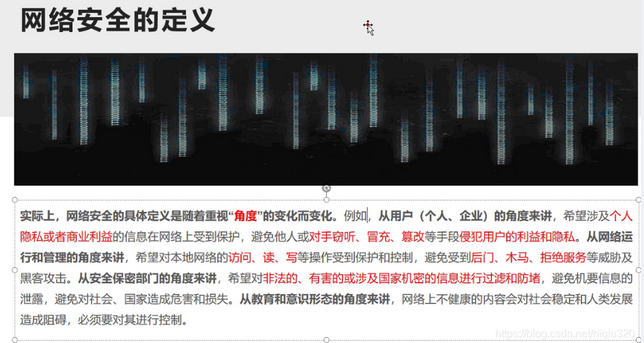 网络安全的定义
实际上，网络安全的具体定义是随着重视“角度”的变化而变化。例如，从用户（个人、企业）的角度来讲，希望涉及个人
隐私或者商业利益的信息在网络上受到保护，避免他人或对手窃听、冒充、篡改等手段侵犯用户的利益和隐私。从网络运
行和管理的角度来讲，希望对本地网络的访问、读、写等操作受到保护和控制，避免受到后门、木马、拒绝服务等威胁及
黑客攻击。从安全保密部门的角度来讲，希望对非法的、有害的或涉及国家机密的信息进行过滤和防堵，避免机要信息的
泄露，避免对社会、国家造成危害和损失。从教育和意识形态的角度来讲，网络上不健康的内容会对社会稳定和人类发展
造成阻碍，必须要对其进行控制。